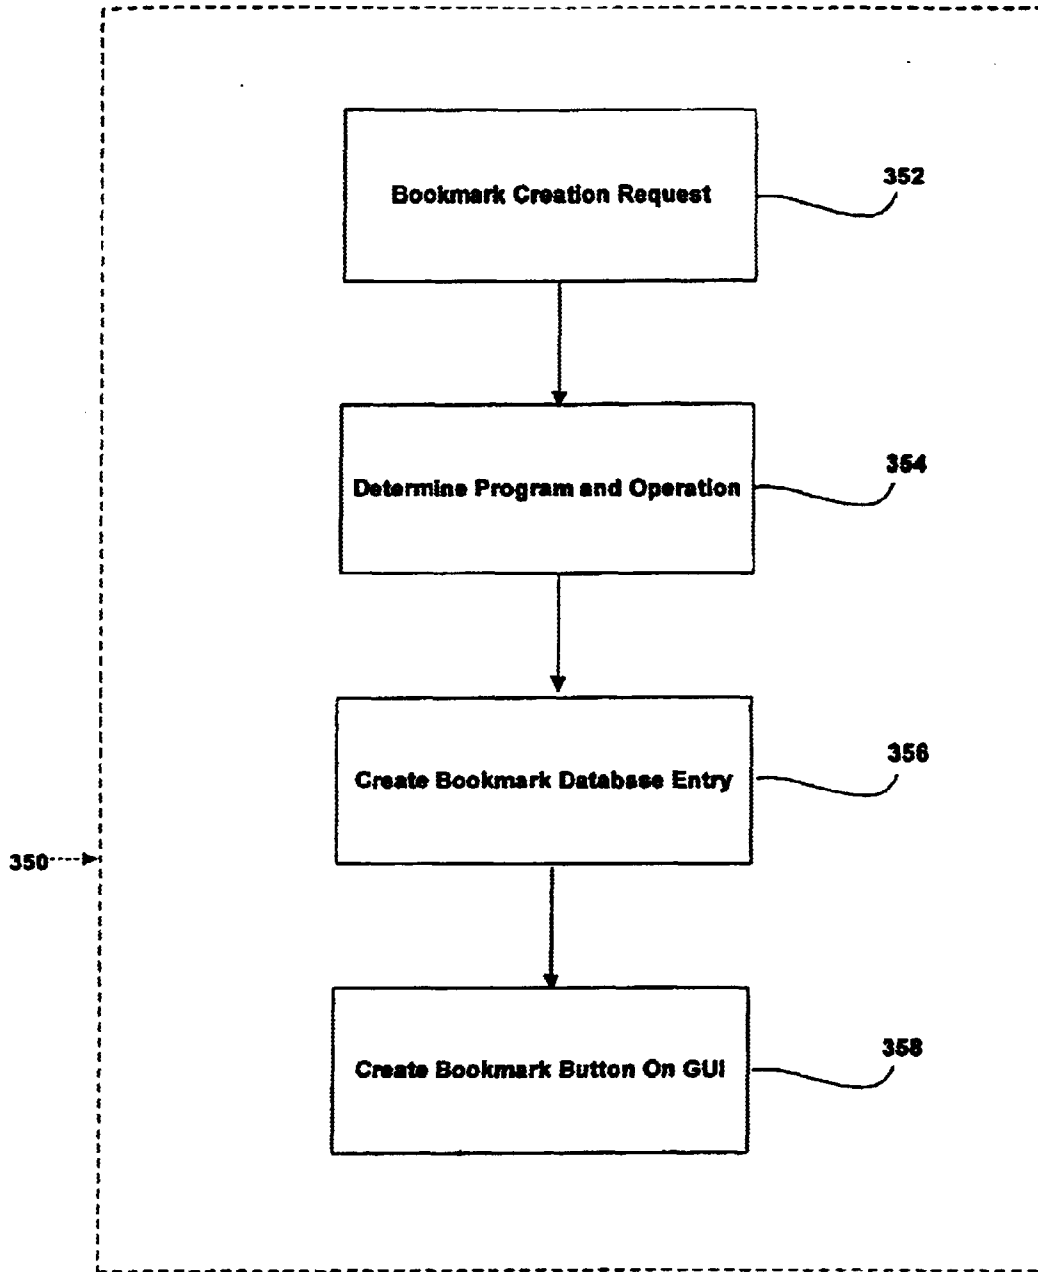 Bookmark Creation Request
352
Determine Program and Operation
354
Create Bookmark Database Entry
356
350
Create Bookmark Button On GUI
358